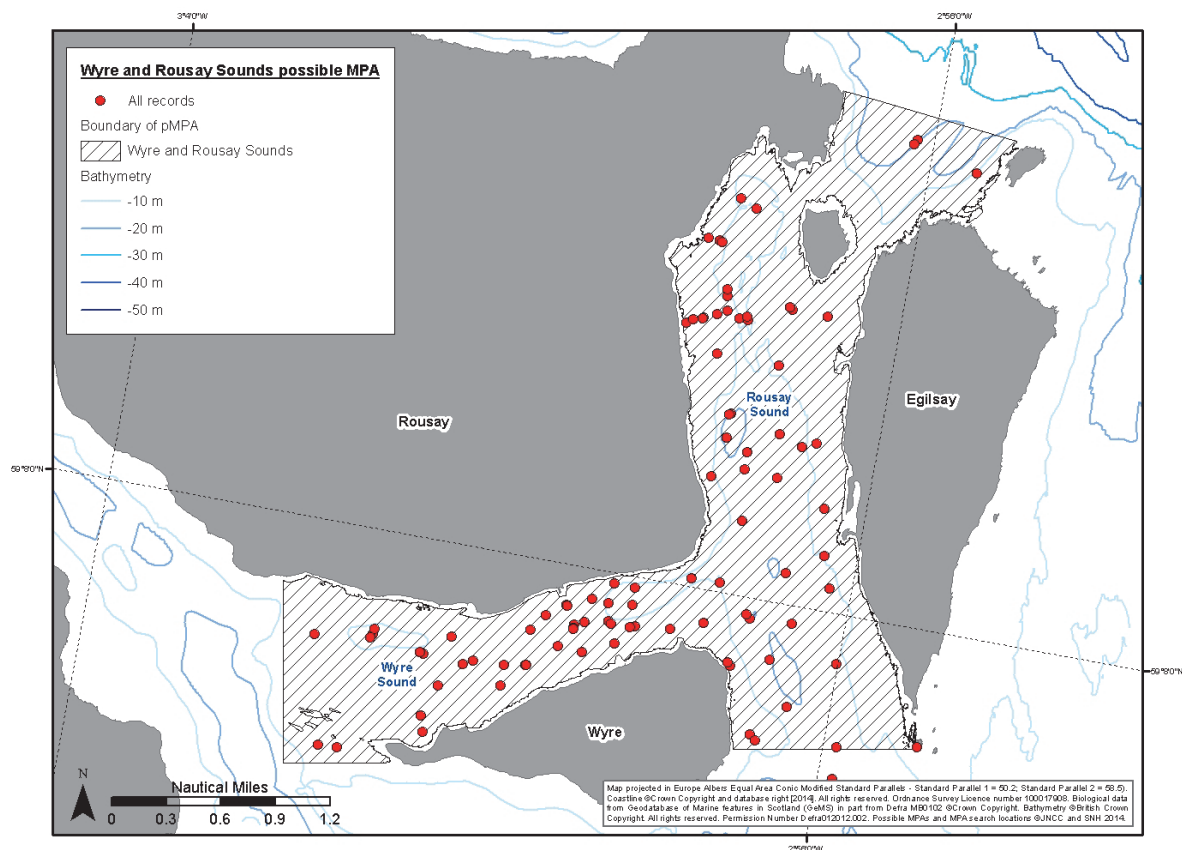 3°4'0"W
2°58'0"W
Wyre and Rousay Sounds possible MPA
All records
Boundary of pMPA
Wyre and Rousay Sounds
Bathymetry
-10 m
-20 m
-30 m
-40 m
-50 m
Rousay
Rousay
Sound
Egilsay
59°8'0"N
59°8'0"N
Wyre
Sound
Wyre
N
Nautical Miles
0 0.3 0.6 0.9 1.2
Map projected in Europe Albers Equal Area Conic Modified Standard Parallels - Standard Parallel 1 = 50.2; Standard Parallel 2 = 58.5).
Coastline ©Crown Copyright and database right [2014]. All rights reserved. Ordnance Survey Licence number 100017908. Biological data
from Geodatabase of Marine features in Scotland (GeMS) in part from Defra MB0102 ©Crown Copyright. Bathymetry ©British Crown
Copyright. All rights reserved. Permission Number Defra012012.002. Possible MPAs and MPA search locations ©JNCC and SNH 2014.
2°58'0"W